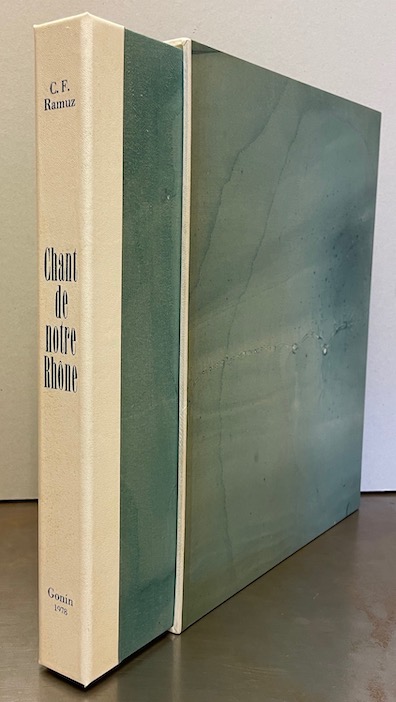 C. F.
Ramuz
Chant
de
notre
Rhône
Gonin
1978